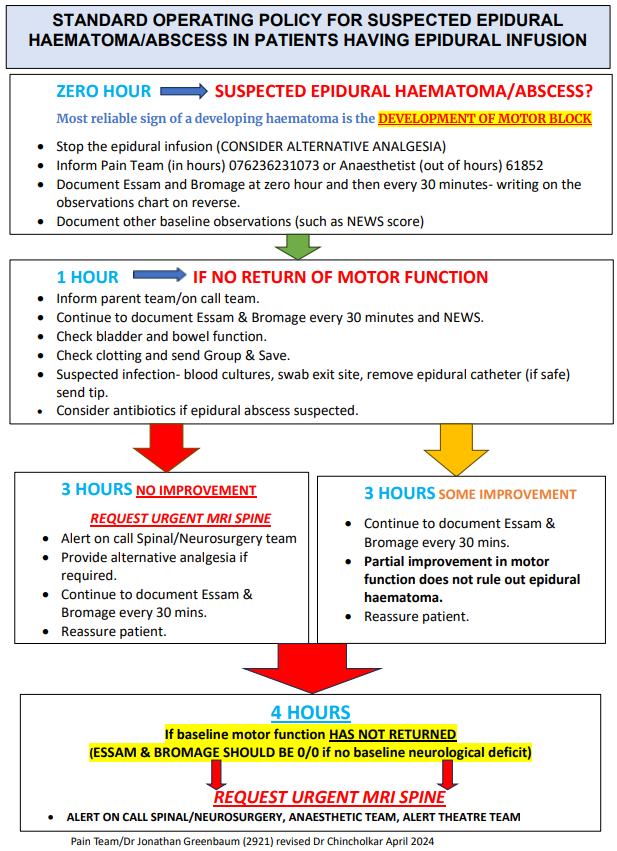 STANDARD OPERATING POLICY FOR SUSPECTED EPIDURAL
HAEMATOMA/ABSCESS IN PATIENTS HAVING EPIDURAL INFUSION
ZERO HOUR SUSPECTED EPIDURAL HAEMATOMA/ABSCESS?
Most reliable sign of a developing haematoma is the DEVELOPMENT OF MOTOR BLOCK
• Stop the epidural infusion (CONSIDER ALTERNATIVE ANALGESIA)
• Inform Pain Team (in hours) 076236231073 or Anaesthetist (out of hours) 61852
• Document Essam and Bromage at zero hour and then every 30 minutes- writing on the
observations chart on reverse.
• Document other baseline observations (such as NEWS score)
1 HOUR IF NO RETURN OF MOTOR FUNCTION
• Inform parent team/on call team.
• Continue to document Essam & Bromage every 30 minutes and NEWS.
• Check bladder and bowel function.
• Check clotting and send Group & Save.
• Suspected infection- blood cultures, swab exit site, remove epidural catheter (if safe)
send tip.
• Consider antibiotics if epidural abscess suspected.
3 HOURS NO IMPROVEMENT
REQUEST URGENT MRI SPINE
• Alert on call Spinal/Neurosurgery team
• Provide alternative analgesia if
required.
• Continue to document Essam &
Bromage every 30 mins.
• Reassure patient.
3 HOURS SOME IMPROVEMENT
• Continue to document Essam &
Bromage every 30 mins.
• Partial improvement in motor
function does not rule out epidural
haematoma.
• Reassure patient.
4 HOURS
If baseline motor function HAS NOT RETURNED
(ESSAM & BROMAGE SHOULD BE 0/0 if no baseline neurological deficit)
REQUEST URGENT MRI SPINE
• ALERT ON CALL SPINAL/NEUROSURGERY, ANAESTHETIC TEAM, ALERT THEATRE TEAM
Pain Team/Dr Jonathan Greenbaum (2921) revised Dr Chincholkar April 2024